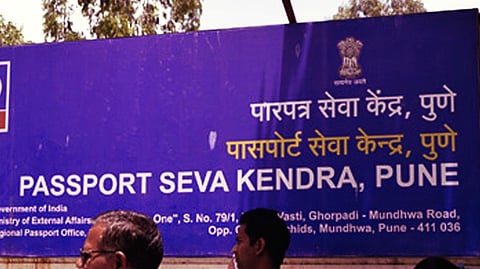 पारपत्र सेवा केंद्र, पुणे
पासपोर्ट सेवा केन्द्र, पुणे
PASSPORT SEVA KENDRA, PUNE
Government of India
Ministry of External Affairs
Regional Passport Office,
One", S. No. 79/1, Vasti, Ghorpadi - Mundhwa Road,
Opp. Mundhwa, Pune - 411 036